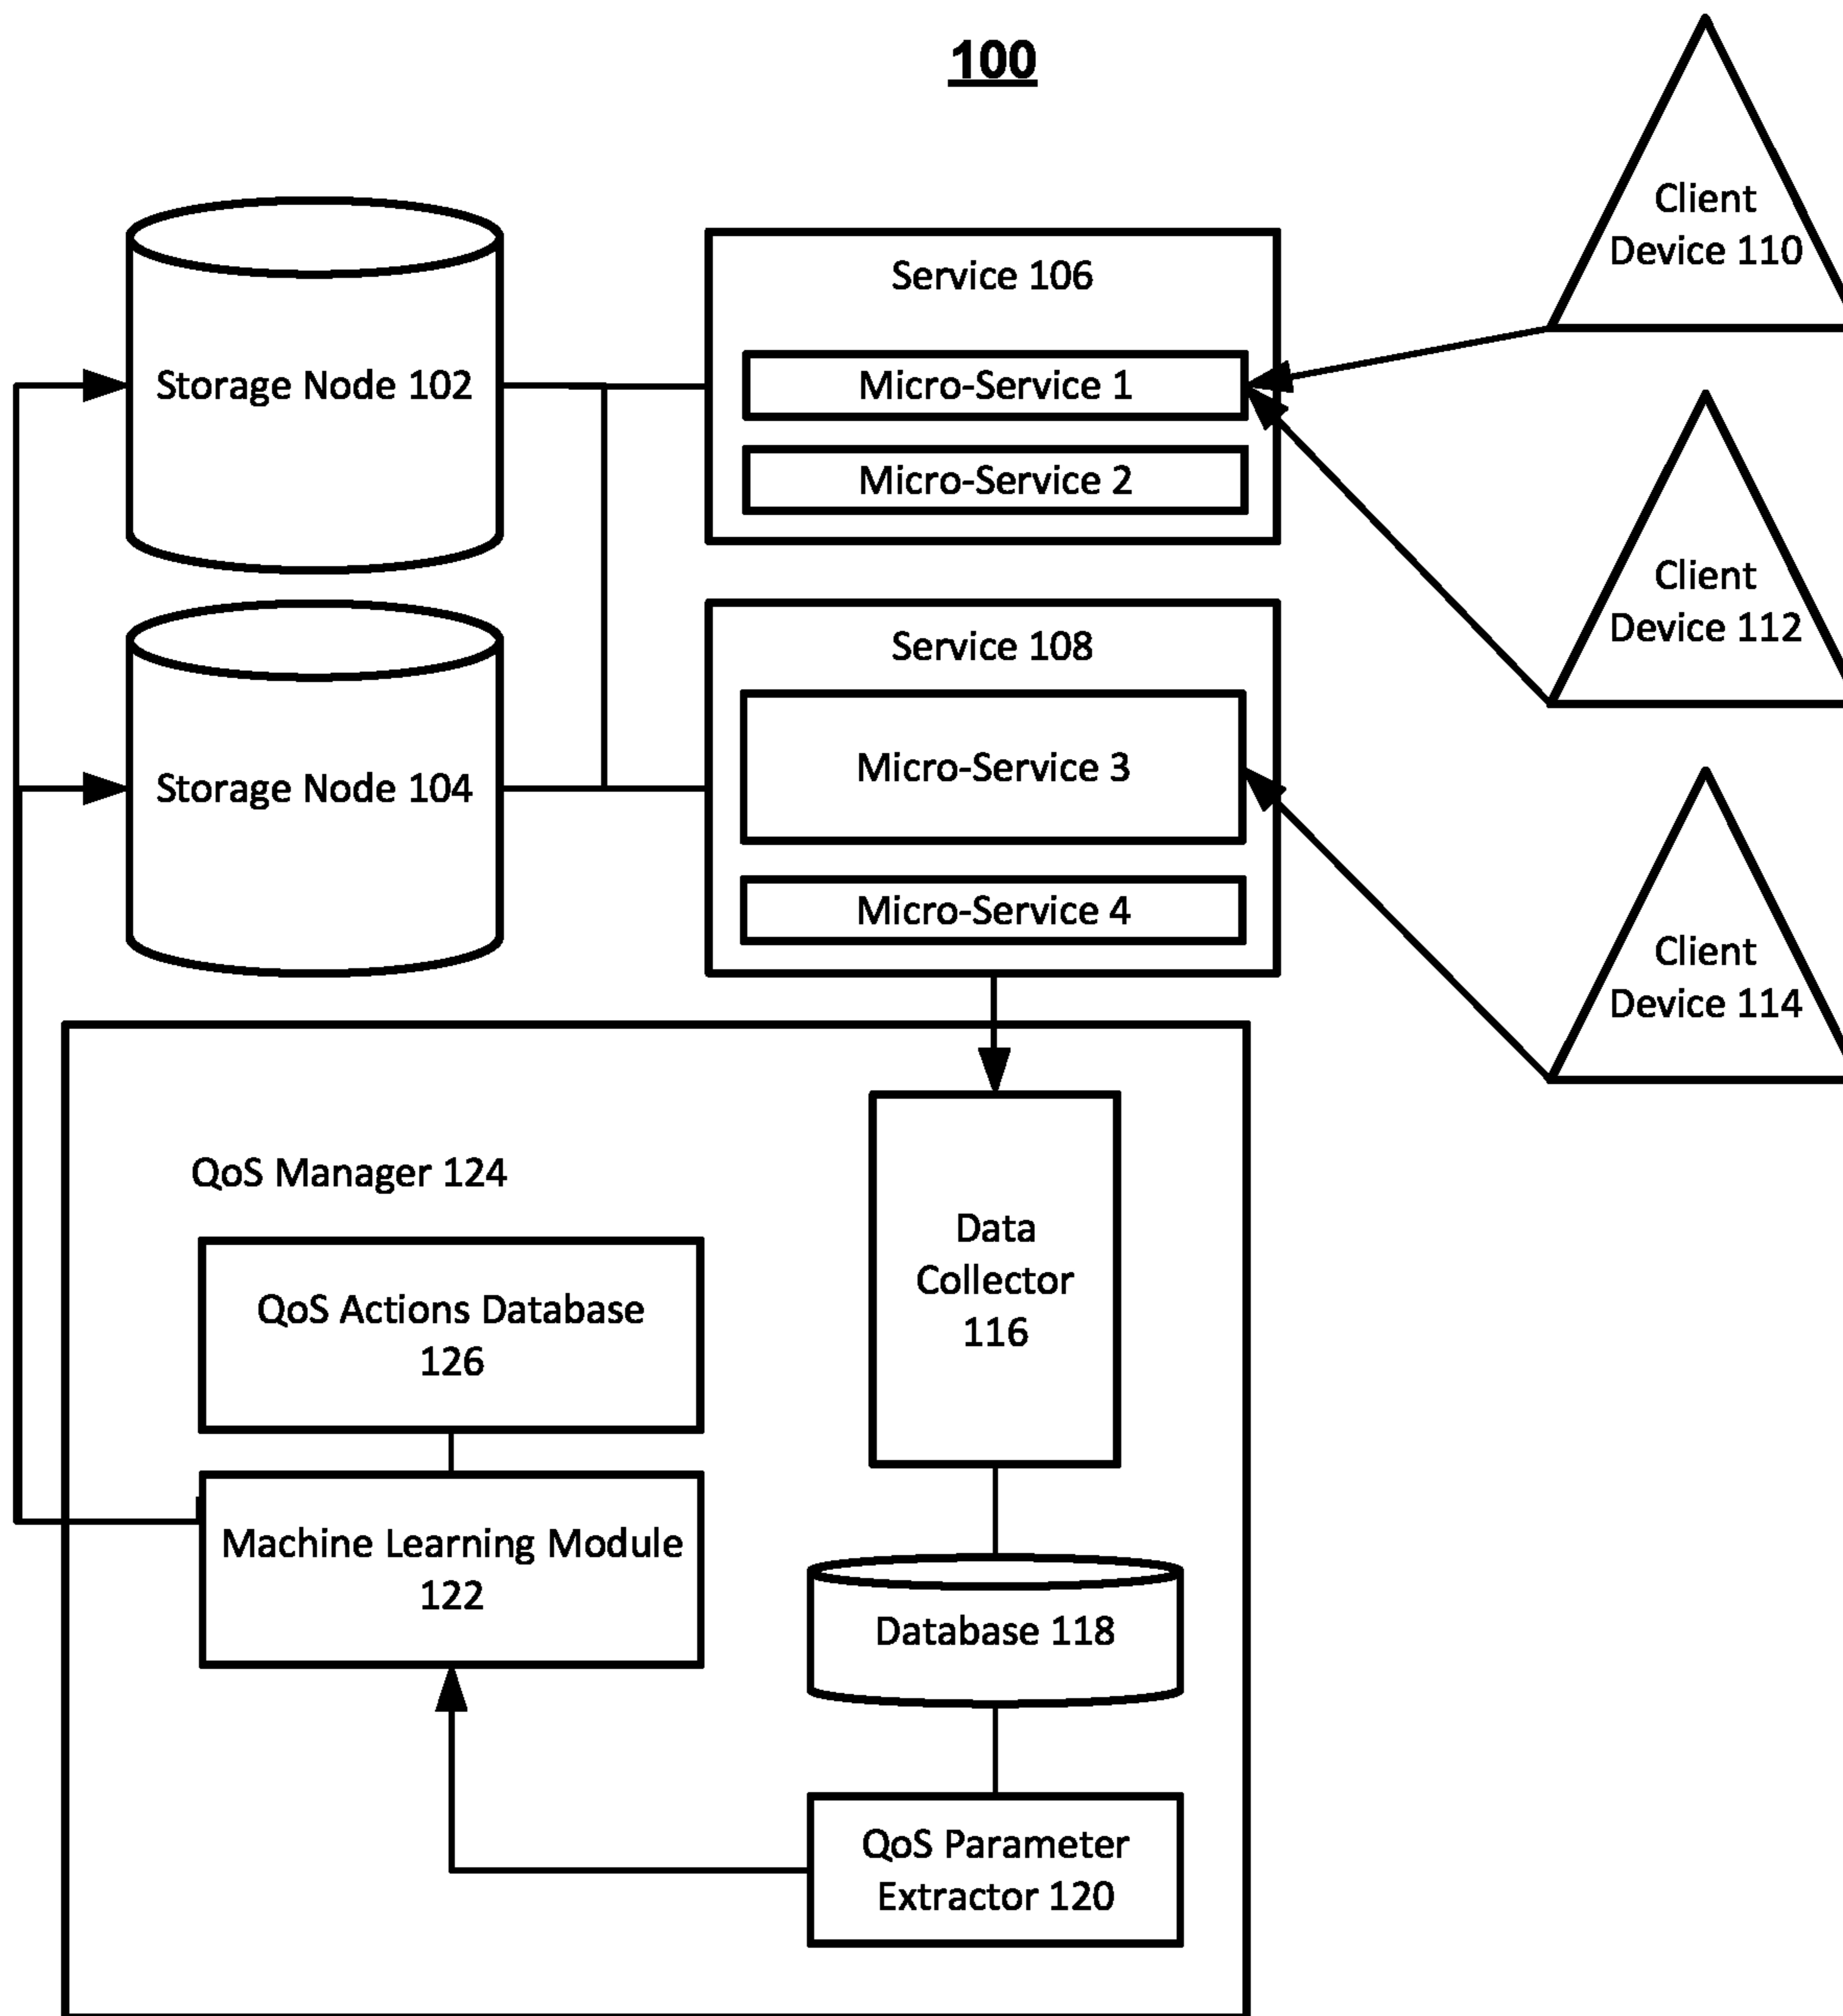 100
Client
Device 110
Service 106
Storage Node 102
Micro-Service 1
Micro-Service 2
Client
Device 112
Service 108
Storage Node 104
Micro-Service 3
Micro-Service 4
Client
Device 114
QoS Manager 124
Data
Collector
116
QoS Actions Database
126
Machine Learning Module
122
Database 118
QoS Parameter
Extractor 120